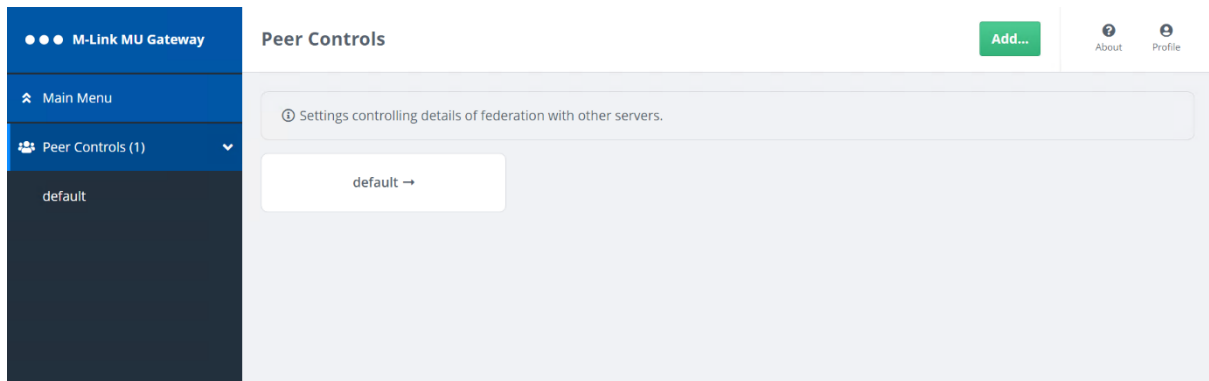 M-Link MU Gateway
Peer Controls
Add...
About
Profile
Main Menu
Settings controlling details of federation with other servers.
Peer Controls (1)
default →
default